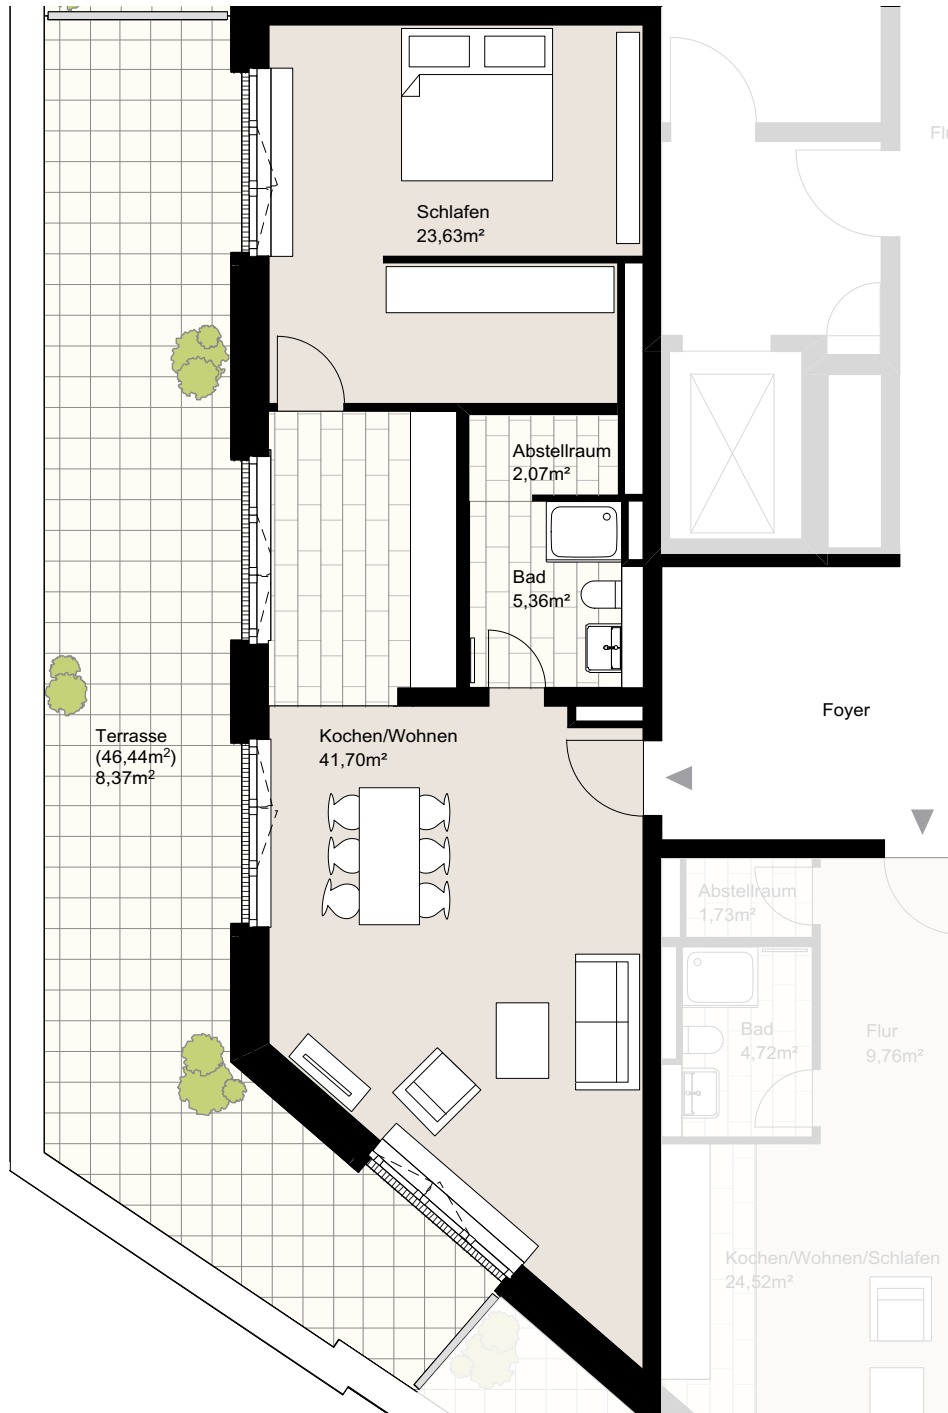 Schlafen
23,63m²
Abstellraum
2,07m²
Bad
5,36m²
Foyer
Terrasse
(46,44m²)
8,37m²
Kochen/Wohnen
41,70m²
Abstellraum
1,73m²
Bad
4,72m²
Flur
9,76m²
Kochen/Wohnen/Schlafen
24,52m²